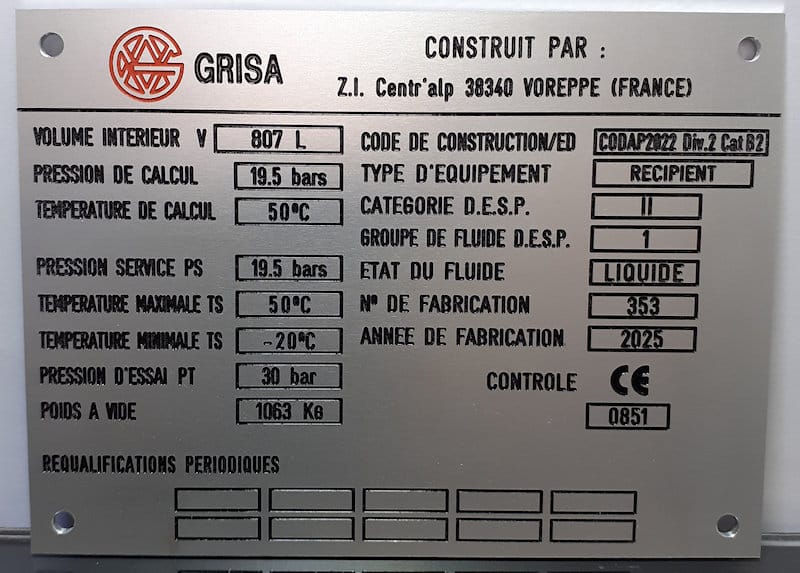 GRISA
CONSTRUIT PAR :
Z.I. Centr'alp 38340 VOREPPE (FRANCE)
VOLUME INTERIEUR V 807 L
PRESSION DE CALCUL 19.5 bars
TEMPERATURE DE CALCUL 50°C
PRESSION SERVICE PS 19.5 bars
TEMPERATURE MAXIMALE TS 50°C
TEMPERATURE MINIMALE TS -20°C
PRESSION D'ESSAI PT 30 bar
POIDS A VIDE 1063 KG
CODE DE CONSTRUCTION/ED CODAP2022 Div.2 Cat B2
TYPE D'EQUIPEMENT RECIPIENT
CATEGORIE D.E.S.P. II
GROUPE DE FLUIDE D.E.S.P. 1
ETAT DU FLUIDE LIQUIDE
N° DE FABRICATION 353
ANNEE DE FABRICATION 2025
CONTROLE CE
0851
REQUALIFICATIONS PERIODIQUES